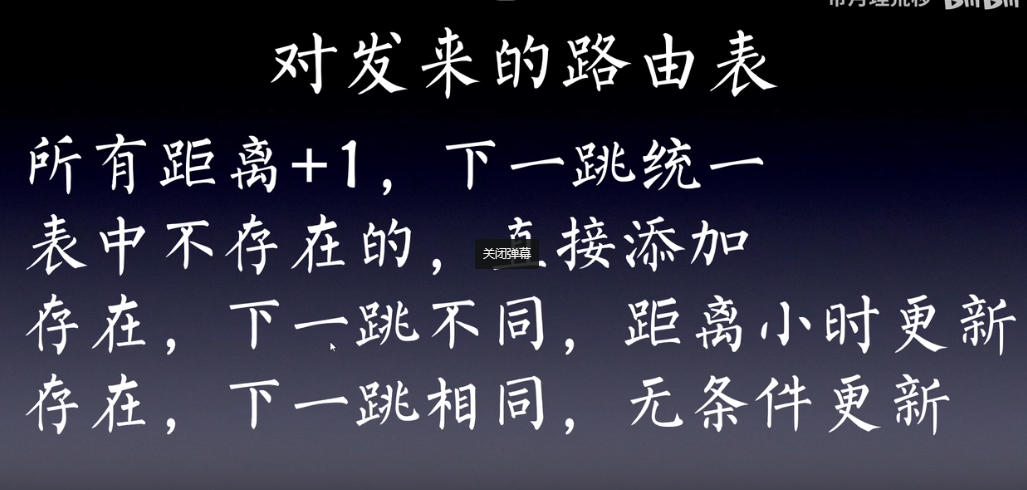 对发来的路由表
所有距离+1，下一跳统一
表中不存在的，直接添加
关闭弹幕
存在，下一跳不同，距离小时更新
存在，下一跳相同，无条件更新